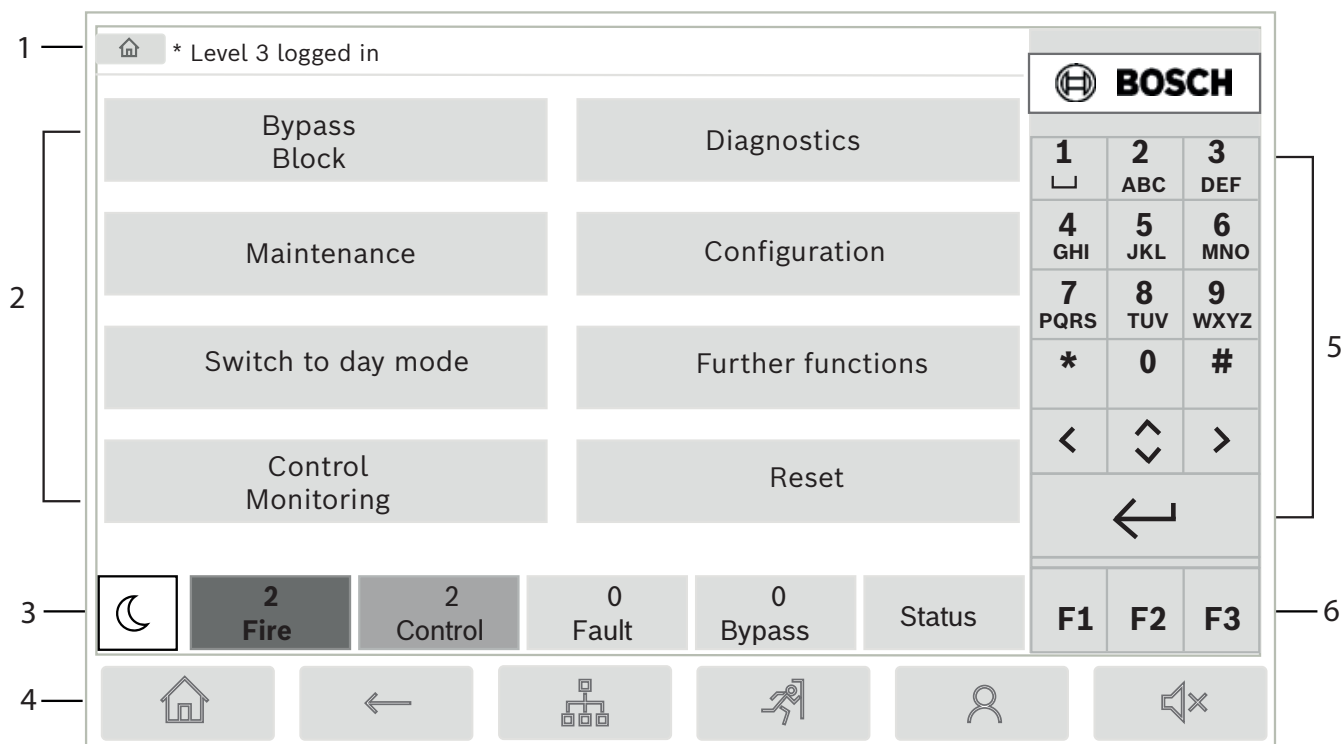 1
* Level 3 logged in
BOSCH
2
Bypass
Block
Diagnostics
Maintenance
Configuration
Switch to day mode
Further functions
Control
Monitoring
Reset
1 2 3
ABC DEF
4 5 6
GHI JKL MNO
7 8 9
PQRS TUV WXYZ
* 0 #
5
3
2
Fire
2
Control
0
Fault
0
Bypass
Status
F1 F2 F3
6
4